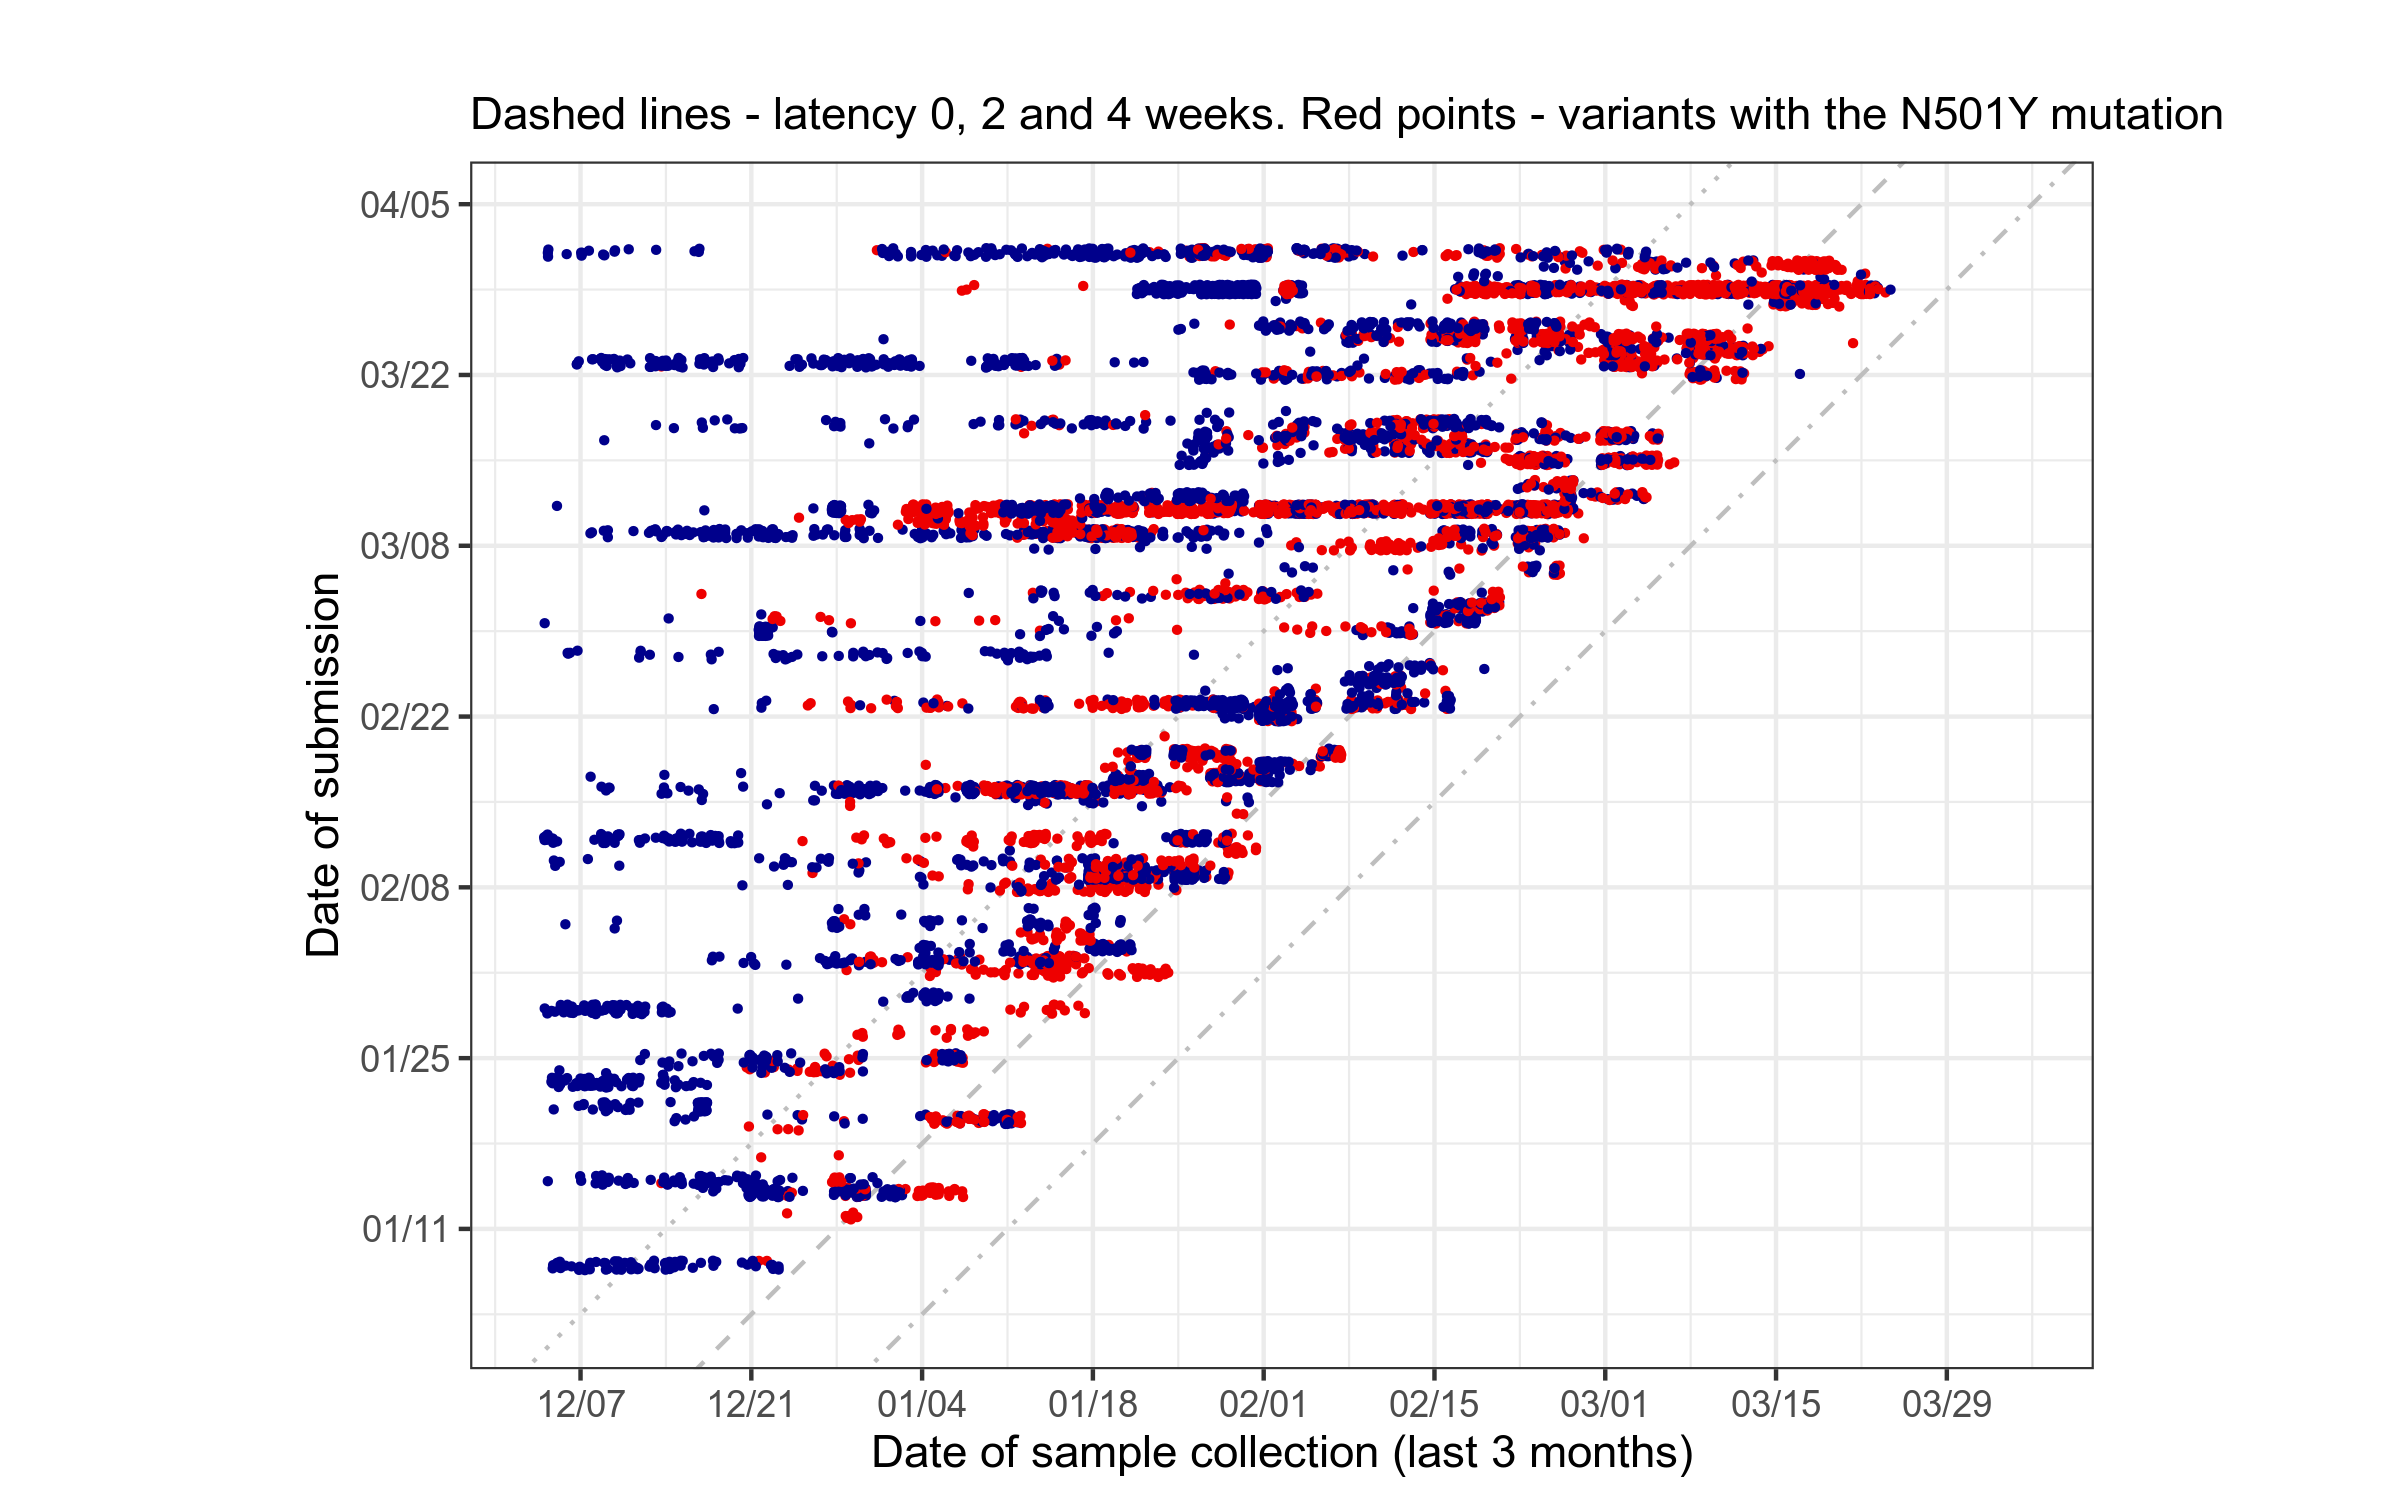 Dashed lines - latency 0, 2 and 4 weeks. Red points - variants with the N501Y mutation
Date of submission
04/05
03/22
03/08
02/22
02/08
01/25
01/11
12/07 12/21 01/04 01/18 02/01 02/15 03/01 03/15 03/29
Date of sample collection (last 3 months)